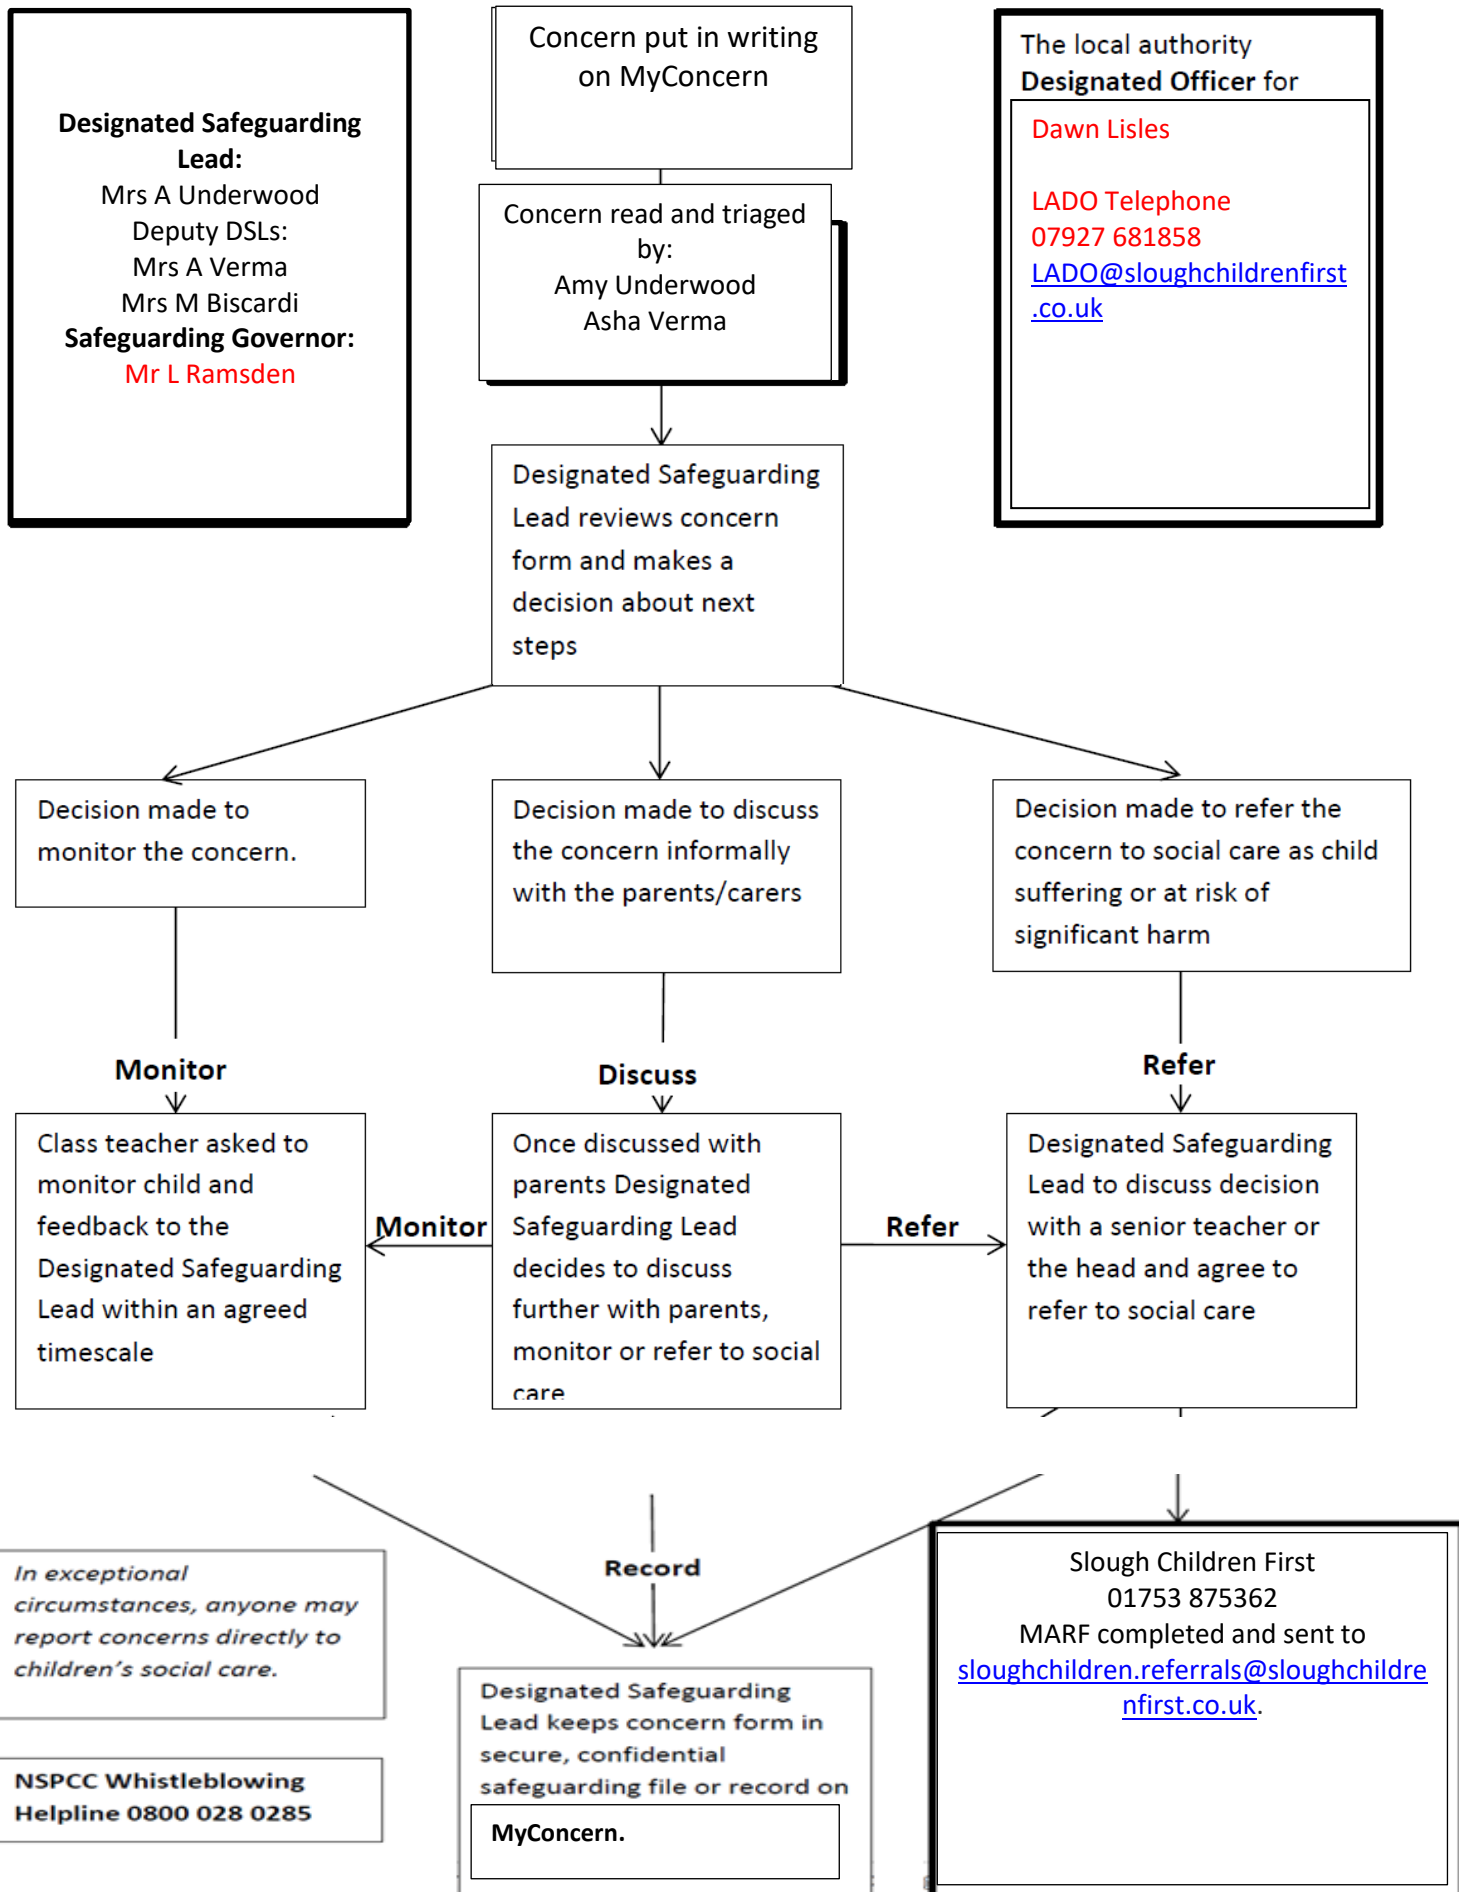 Designated Safeguarding
Lead:
Mrs A Underwood
Deputy DSLs:
Mrs A Verma
Mrs M Biscardi
Safeguarding Governor:
Mr L Ramsden
Concern put in writing
on MyConcern
The local authority
Designated Officer for
Dawn Lisles
LADO Telephone
07927 681858
LADO@sloughchildrenfirst
.co.uk
Concern read and triaged
by:
Amy Underwood
Asha Verma
Designated Safeguarding
Lead reviews concern
form and makes a
decision about next
steps
Decision made to
monitor the concern.
Decision made to discuss
the concern informally
with the parents/carers
Decision made to refer the
concern to social care as child
suffering or at risk of
significant harm
Monitor
Discuss
Refer
Class teacher asked to
monitor child and
feedback to the
Designated Safeguarding
Lead within an agreed
timescale
Monitor
Once discussed with
parents Designated
Safeguarding Lead
decides to discuss
further with parents,
monitor or refer to social
care
Refer
Designated Safeguarding
Lead to discuss decision
with a senior teacher or
the head and agree to
refer to social care
In exceptional
circumstances, anyone may
report concerns directly to
children's social care.
NSPCC Whistleblowing
Helpline 0800 028 0285
Record
Designated Safeguarding
Lead keeps concern form in
secure, confidential
safeguarding file or record on
MyConcern.
Slough Children First
01753 875362
MARF completed and sent to
sloughchildren.referrals@sloughchildre
nfirst.co.uk.